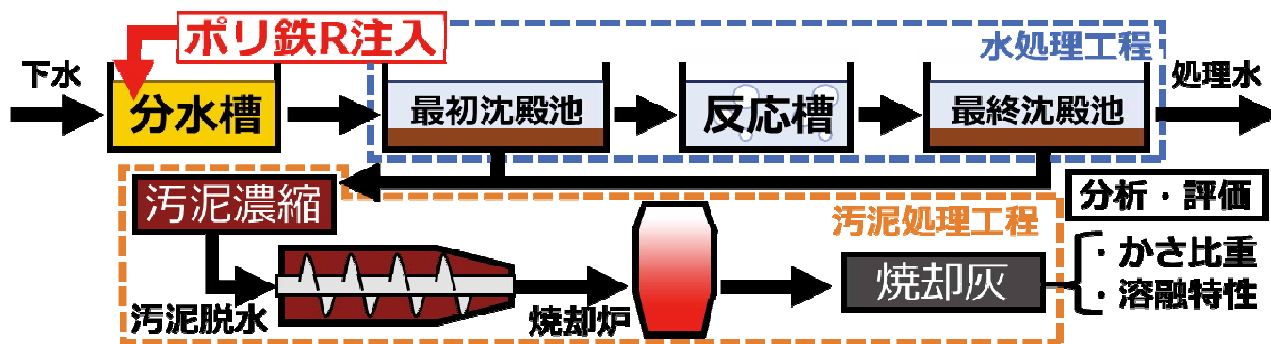 ポリ鉄R注入
水処理工程
下水
分水槽
最初沈殿池
反応槽
最終沈殿池
処理水
汚泥濃縮
汚泥処理工程
分析・評価
汚泥脱水
焼却炉
焼却灰
・かさ比重
・溶融特性